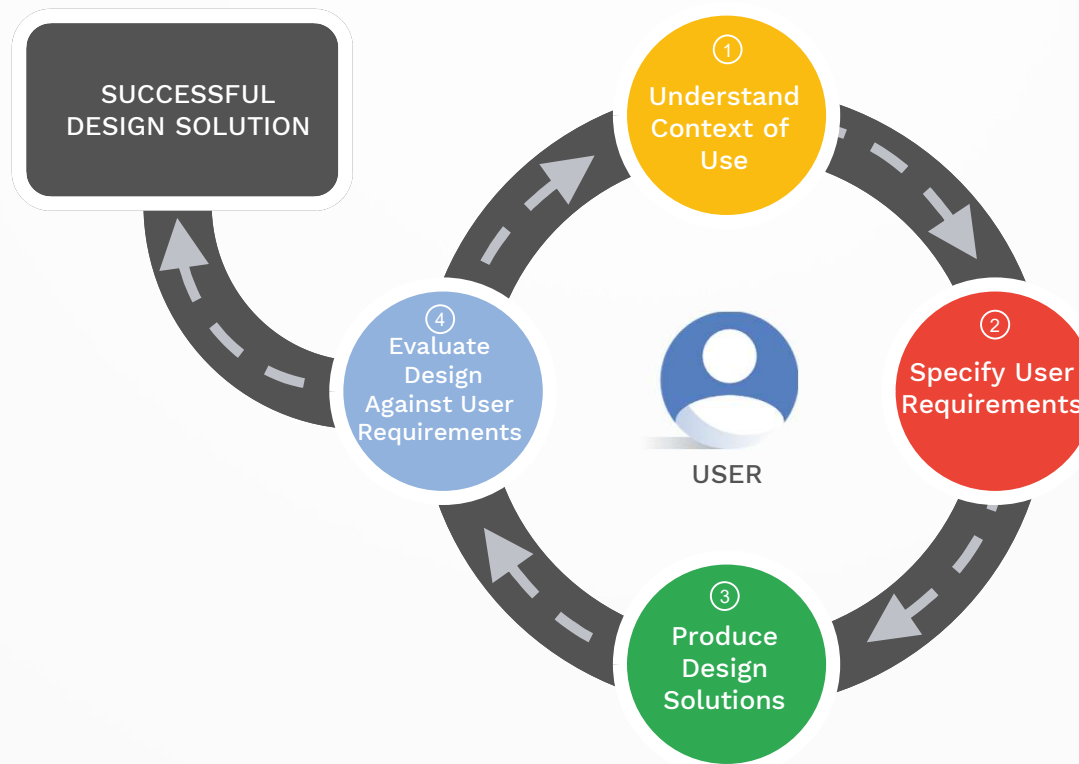 SUCCESSFUL
DESIGN SOLUTION
1
Understand
Context of
Use
2
Specify User
Requirements
3
Produce
Design
Solutions
4
Evaluate
Design
Against User
Requirements
USER